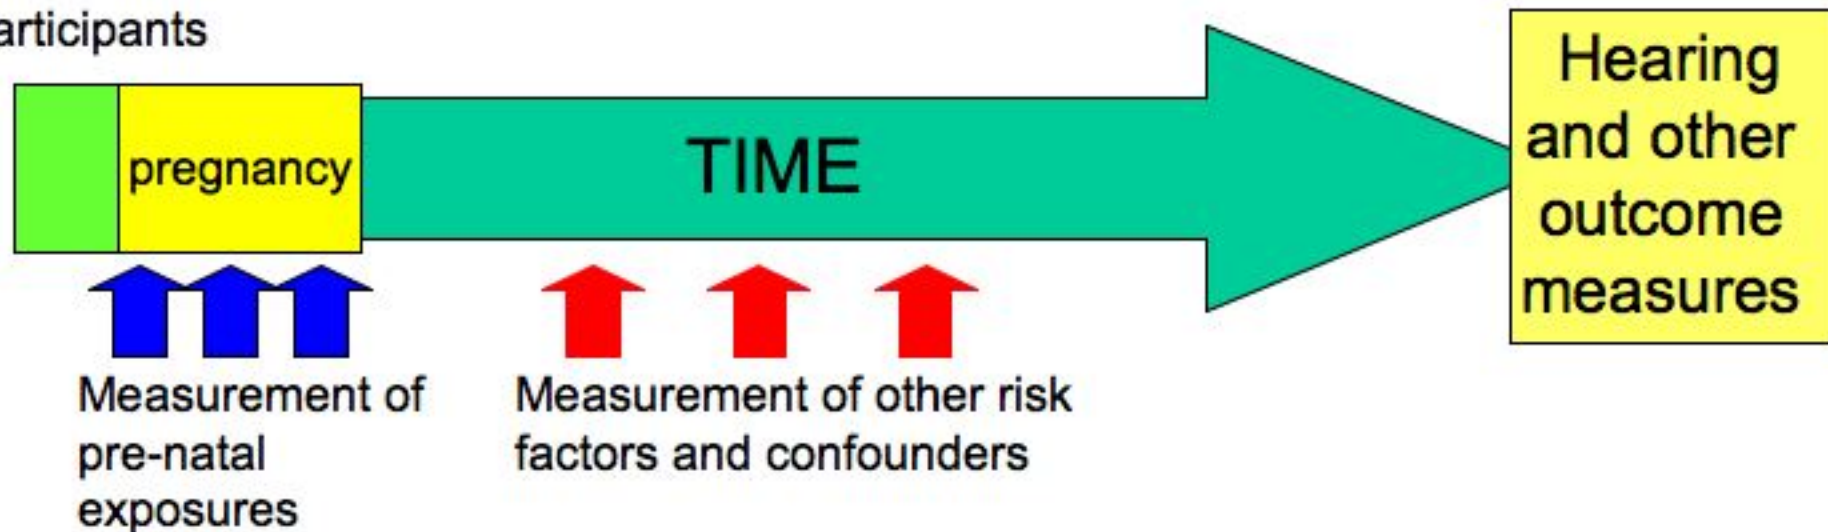 articipants
pregnancy
TIME
Hearing
and other
outcome
measures
Measurement of
pre-natal
exposures
Measurement of other risk
factors and confounders